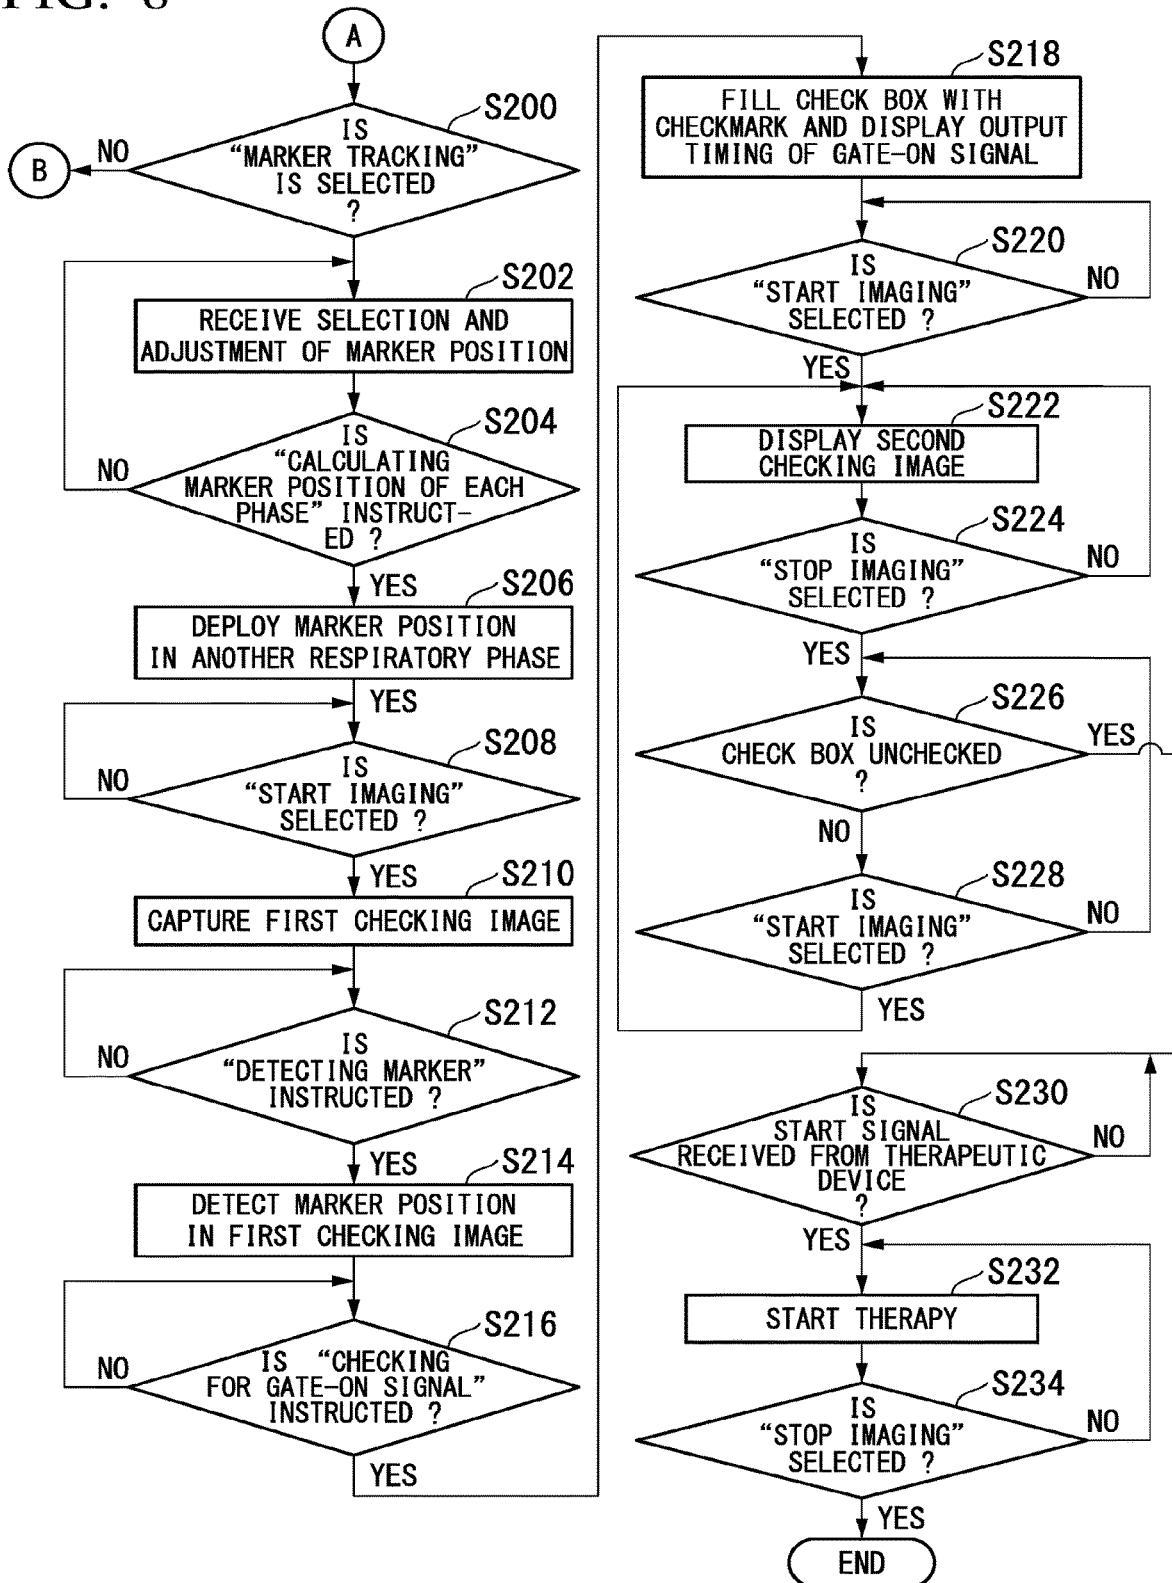 FIG. 8
A
S200
IS
“MARKER TRACKING”
IS SELECTED
?
NO
B
S202
RECEIVE SELECTION AND
ADJUSTMENT OF MARKER POSITION
S204
IS
“CALCULATING
MARKER POSITION OF EACH
PHASE” INSTRUCT-
ED ?
NO
YES
S206
DEPLOY MARKER POSITION
IN ANOTHER RESPIRATORY PHASE
YES
S208
IS
“START IMAGING”
SELECTED ?
NO
YES
S210
CAPTURE FIRST CHECKING IMAGE
S212
IS
“DETECTING MARKER”
INSTRUCTED ?
NO
YES
S214
DETECT MARKER POSITION
IN FIRST CHECKING IMAGE
S216
IS “CHECKING
FOR GATE-ON SIGNAL”
INSTRUCTED ?
NO
YES
S218
FILL CHECK BOX WITH
CHECKMARK AND DISPLAY OUTPUT
TIMING OF GATE-ON SIGNAL
S220
IS
“START IMAGING”
SELECTED ?
NO
YES
S222
DISPLAY SECOND
CHECKING IMAGE
S224
IS
“STOP IMAGING”
SELECTED ?
NO
YES
S226
IS
CHECK BOX UNCHECKED
?
YES
NO
S228
IS
“START IMAGING”
SELECTED ?
NO
YES
S230
IS
START SIGNAL
RECEIVED FROM THERAPEUTIC
DEVICE
?
NO
YES
S232
START THERAPY
S234
IS
“STOP IMAGING”
SELECTED ?
NO
YES
END